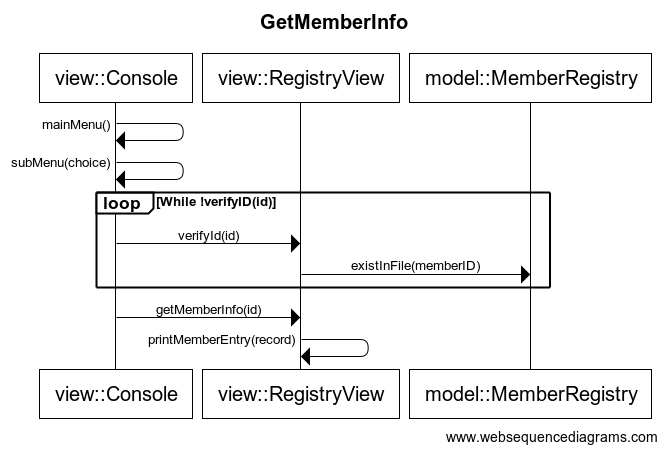 GetMemberInfo
view::Console view::RegistryView model::MemberRegistry
mainMenu()
subMenu(choice)
loop [While !verifyID(id)]
verifyId(id)
existInFile(memberID)
getMemberInfo(id)
printMemberEntry(record)
view::Console view::RegistryView model::MemberRegistry
www.websequencediagrams.com